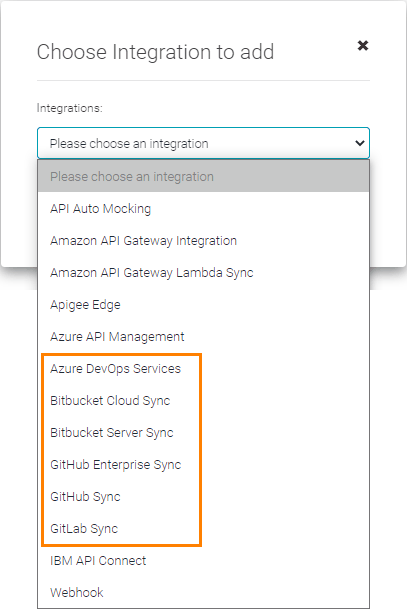 Choose Integration to add
Integrations:
Please choose an integration
Please choose an integration
API Auto Mocking
Amazon API Gateway Integration
Amazon API Gateway Lambda Sync
Apigee Edge
Azure API Management
Azure DevOps Services
Bitbucket Cloud Sync
Bitbucket Server Sync
GitHub Enterprise Sync
GitHub Sync
GitLab Sync
IBM API Connect
Webhook